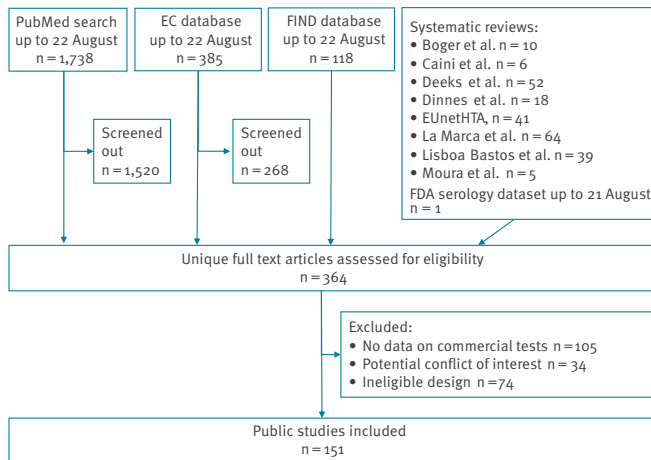 PubMed search
up to 22 August
n = 1,738
EC database
up to 22 August
n = 385
FIND database
up to 22 August
n = 118
Systematic reviews:
• Boger et al. n = 10
• Caini et al. n = 6
• Deeks et al. n = 52
• Dinnes et al. n = 18
• EUnetHTA, n = 41
• La Marca et al. n = 64
• Lisboa Bastos et al. n = 39
• Moura et al. n = 5
FDA serology dataset up to 21 August
n = 1
Screened
out
n = 1,520
Screened
out
n = 268
Unique full text articles assessed for eligibility
n = 364
Excluded:
• No data on commercial tests n = 105
• Potential conflict of interest n = 34
• Ineligible design n = 74
Public studies included
n = 151